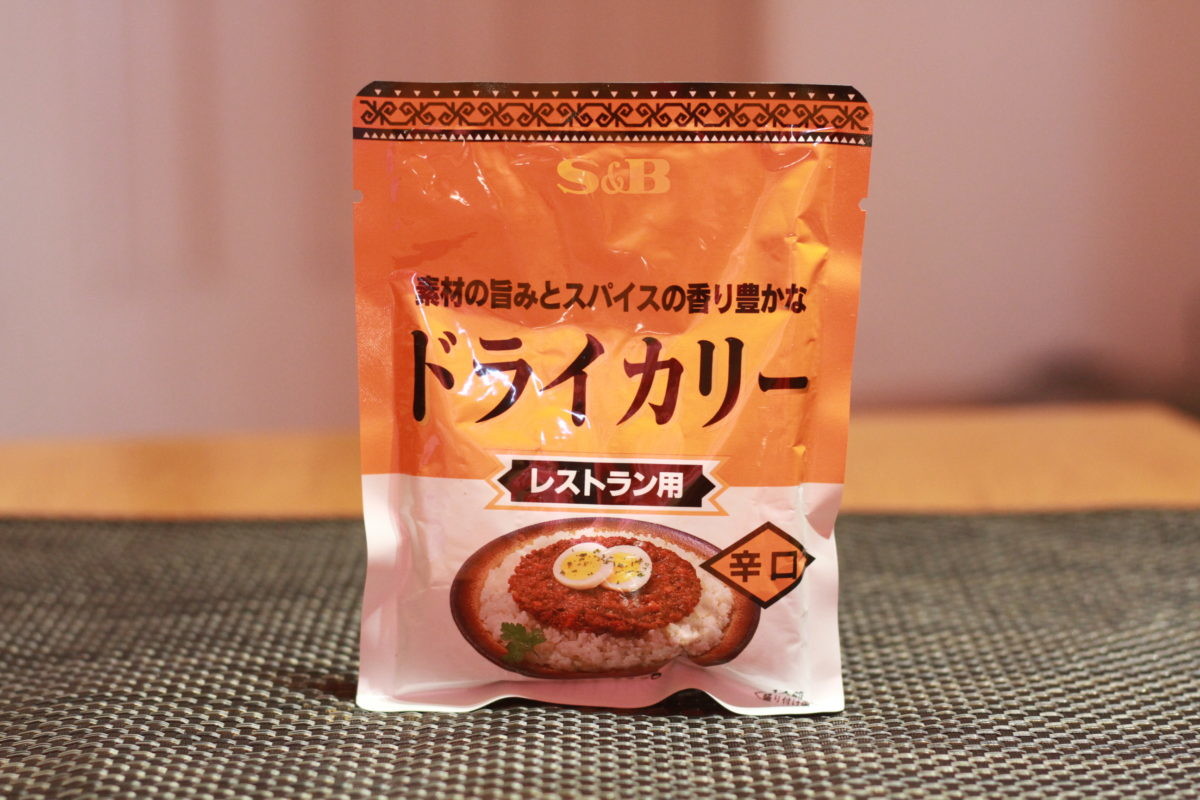 S&B
素材の旨みとスパイスの香り豊かな
ドライカリー
レストラン用
辛口